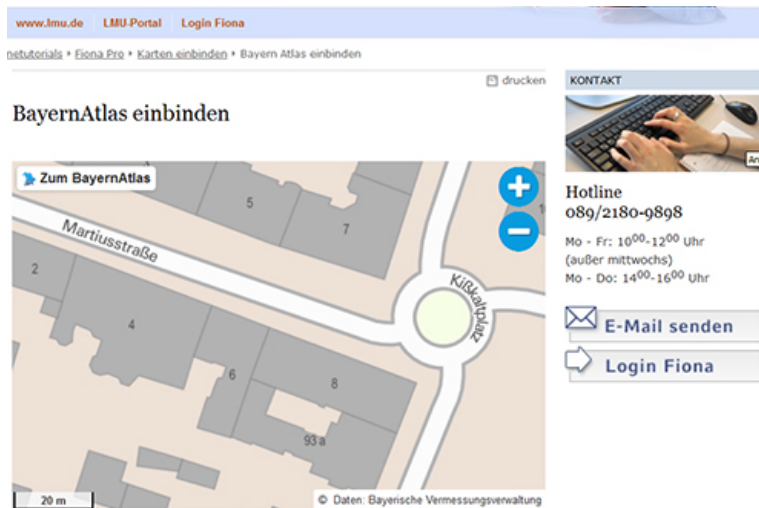 www.lmu.de LMU-Portal Login Fiona
netutorials Fiona Pro Karten einbinden Bayern Atlas einbinden
drucken
BayernAtlas einbinden
Zum BayernAtlas
5
7
Martiusstraße
Kißkaltplatz
2
4
6
8
93 a
20 m
© Daten: Bayerische Vermessungsverwaltung
KONTAKT
Hotline
089/2180-9898
Mo - Fr: 10⁰⁰-12⁰⁰ Uhr
(außer mittwochs)
Mo - Do: 14⁰⁰-16⁰⁰ Uhr
E-Mail senden
Login Fiona